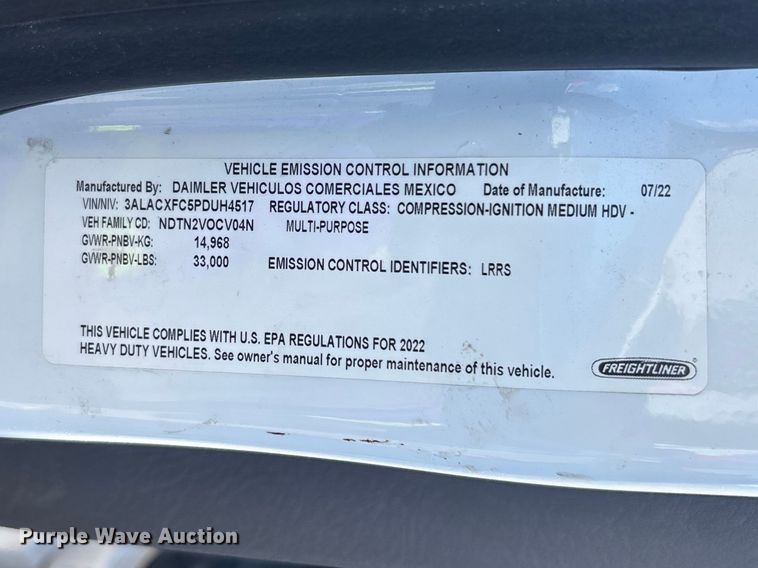 VEHICLE EMISSION CONTROL INFORMATION
Manufactured By: DAIMLER VEHICULOS COMERCIALES MEXICO Date of Manufacture: 07/22
VIN/NIV: 3ALACXFC5PDUH4517 REGULATORY CLASS: COMPRESSION-IGNITION MEDIUM HDV -
VEH FAMILY CD: NDTN2VOCV04N MULTI-PURPOSE
GVWR-PNBV-KG: 14,968
GVWR-PNBV-LBS: 33,000 EMISSION CONTROL IDENTIFIERS: LRRS
THIS VEHICLE COMPLIES WITH U.S. EPA REGULATIONS FOR 2022
HEAVY DUTY VEHICLES. See owner's manual for proper maintenance of this vehicle.
FREIGHTLINER®
Purple Wave Auction®